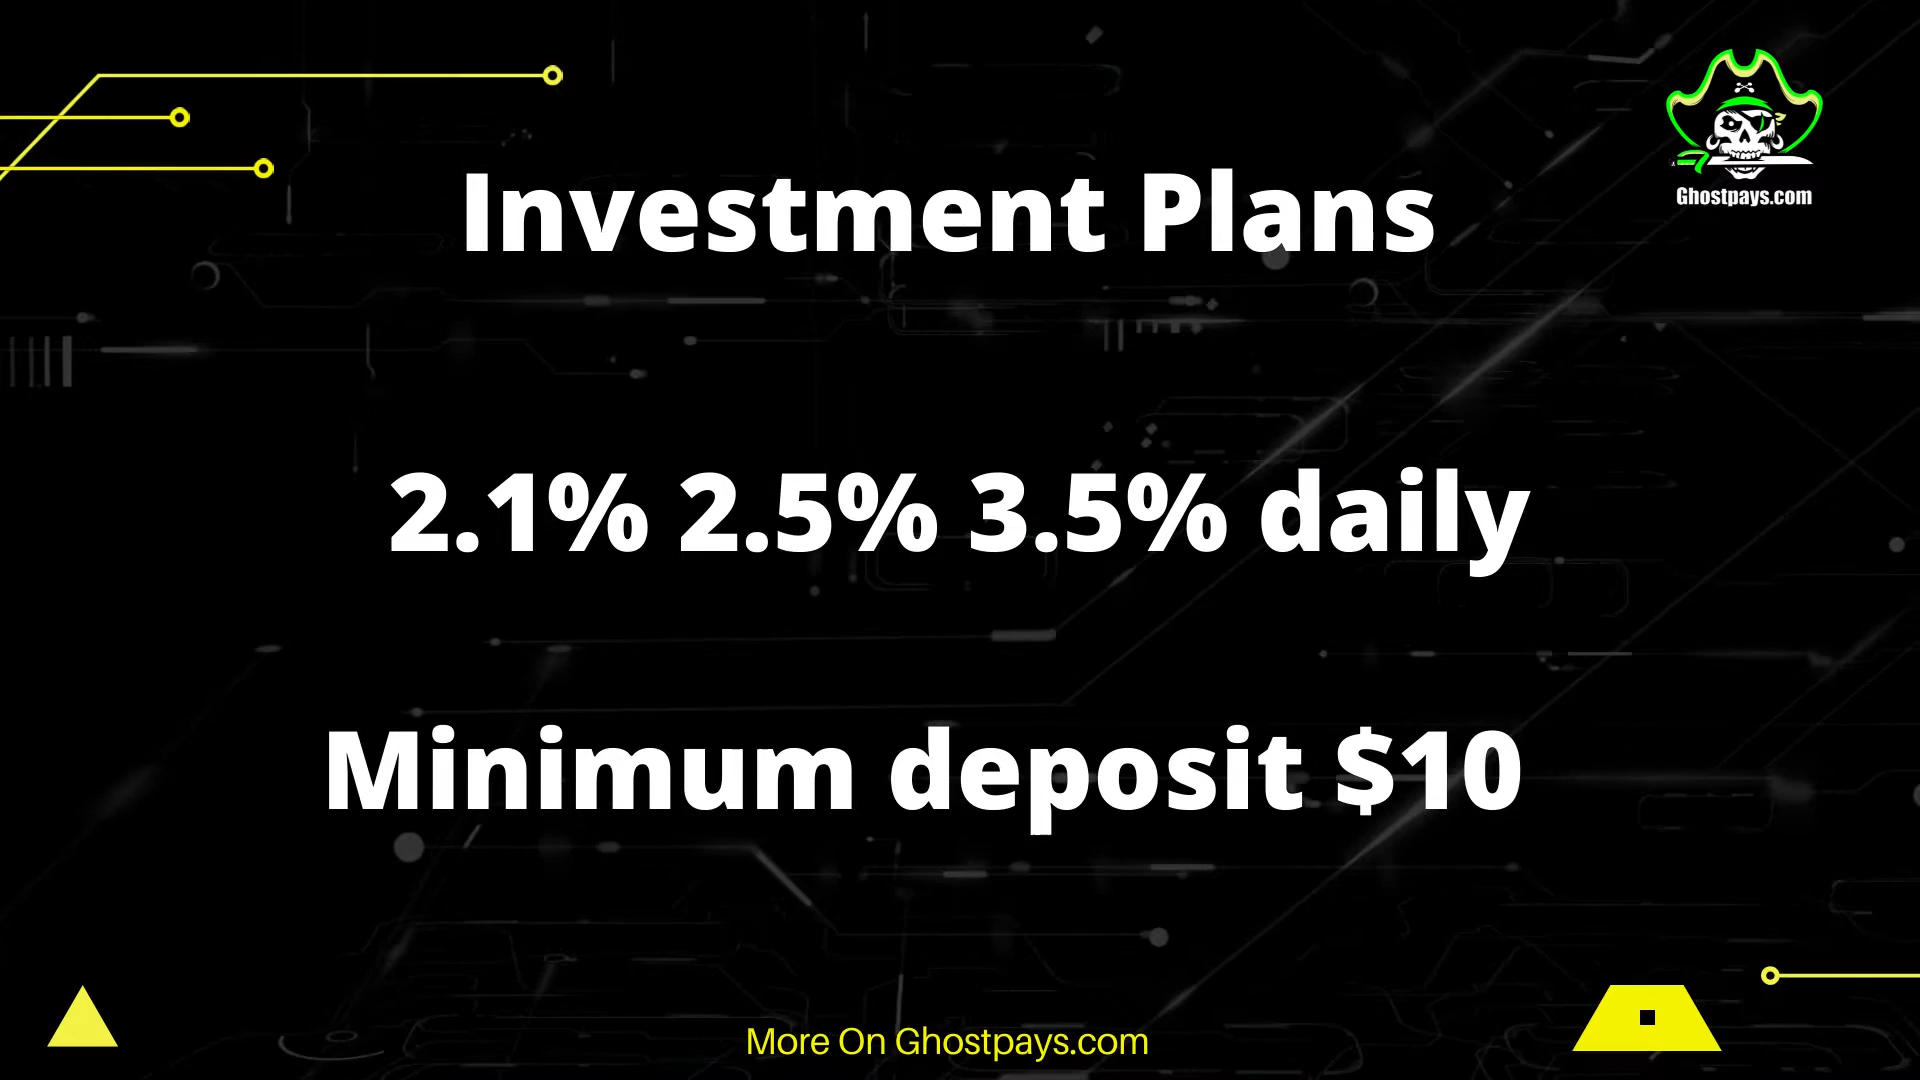 Ghostpays.com
Investment Plans
2.1% 2.5% 3.5% daily
Minimum deposit $10
More On Ghostpays.com